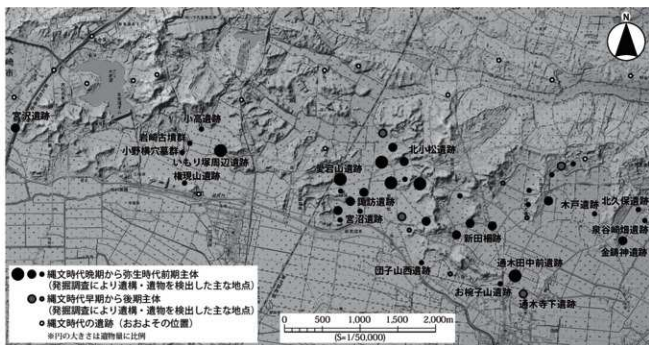 N
大崎市
宮沢遺跡
小高遺跡
岩崎古墳群
小野横穴墓群
いもり塚周辺遺跡
権現山遺跡
北小松遺跡
愛宕山遺跡
諏訪遺跡
宮沼遺跡
新田柵跡
木戸遺跡
北久保遺跡
泉谷崎畑遺跡
金鋳神遺跡
団子山西遺跡
通木田中前遺跡
お椀子山遺跡
通木寺下遺跡
縄文時代晩期から弥生時代前期主体
(発掘調査により遺構・遺物を検出した主な地点)
縄文時代早期から後期主体
(発掘調査により遺構・遺物を検出した主な地点)
縄文時代の遺跡（おおよその位置）
※円の大きさは遺物量に比例
0 500 1,000 1,500 2,000m
(S=1/50,000)